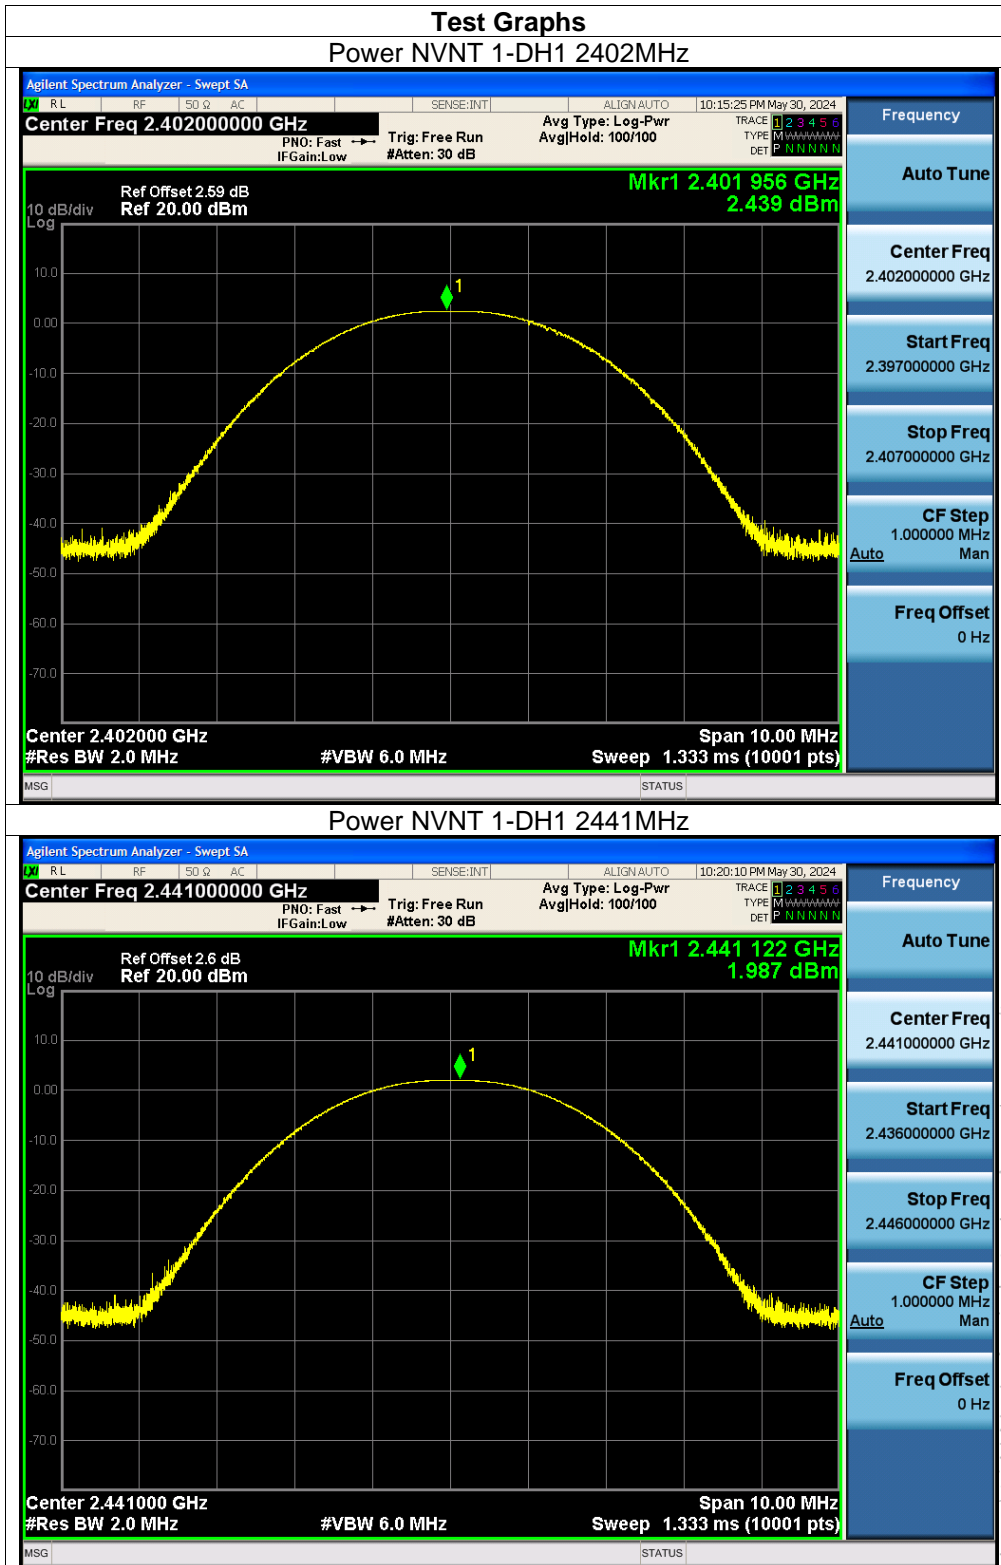 Test Graphs
Power NVNT 1-DH1 2402MHz
Agilent Spectrum Analyzer - Swept SA
LXI RL RF 50 Ω AC SENSE:INT ALIGN AUTO 10:15:25 PM May 30, 2024
Center Freq 2.402000000 GHz
PNO: Fast
IFGain:Low
Trig: Free Run
#Atten: 30 dB
Avg Type: Log-Pwr
Avg|Hold: 100/100
TRACE 1 2 3 4 5 6
TYPE M WWWWW
DET P N N N N N
Frequency
Auto Tune
Center Freq
2.402000000 GHz
Start Freq
2.397000000 GHz
Stop Freq
2.407000000 GHz
CF Step
1.000000 MHz
Auto Man
Freq Offset
0 Hz
Mkr1 2.401 956 GHz
2.439 dBm
Ref Offset 2.59 dB
10 dB/div Ref 20.00 dBm
Log
10.0
1
0.00
-10.0
-20.0
-30.0
-40.0
-50.0
-60.0
-70.0
Center 2.402000 GHz Span 10.00 MHz
#Res BW 2.0 MHz #VBW 6.0 MHz Sweep 1.333 ms (10001 pts)
MSG STATUS
Power NVNT 1-DH1 2441MHz
Agilent Spectrum Analyzer - Swept SA
LXI RL RF 50 Ω AC SENSE:INT ALIGN AUTO 10:20:10 PM May 30, 2024
Center Freq 2.441000000 GHz
PNO: Fast
IFGain:Low
Trig: Free Run
#Atten: 30 dB
Avg Type: Log-Pwr
Avg|Hold: 100/100
TRACE 1 2 3 4 5 6
TYPE M WWWWW
DET P N N N N N
Frequency
Auto Tune
Center Freq
2.441000000 GHz
Start Freq
2.436000000 GHz
Stop Freq
2.446000000 GHz
CF Step
1.000000 MHz
Auto Man
Freq Offset
0 Hz
Mkr1 2.441 122 GHz
1.987 dBm
Ref Offset 2.6 dB
10 dB/div Ref 20.00 dBm
Log
10.0
1
0.00
-10.0
-20.0
-30.0
-40.0
-50.0
-60.0
-70.0
Center 2.441000 GHz Span 10.00 MHz
#Res BW 2.0 MHz #VBW 6.0 MHz Sweep 1.333 ms (10001 pts)
MSG STATUS